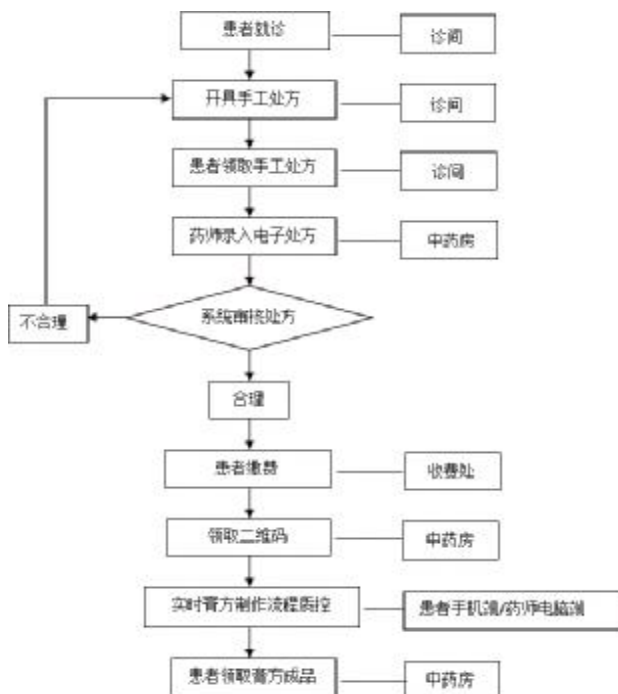 患者就诊
诊间
开具手工处方
诊间
患者领取手工处方
诊间
药师录入电子处方
中药房
系统审核处方
不合理
合理
患者缴费
收费处
领取二维码
中药房
实时膏方制作流程质控
患者手机端/药师电脑端
患者领取膏方成品
中药房